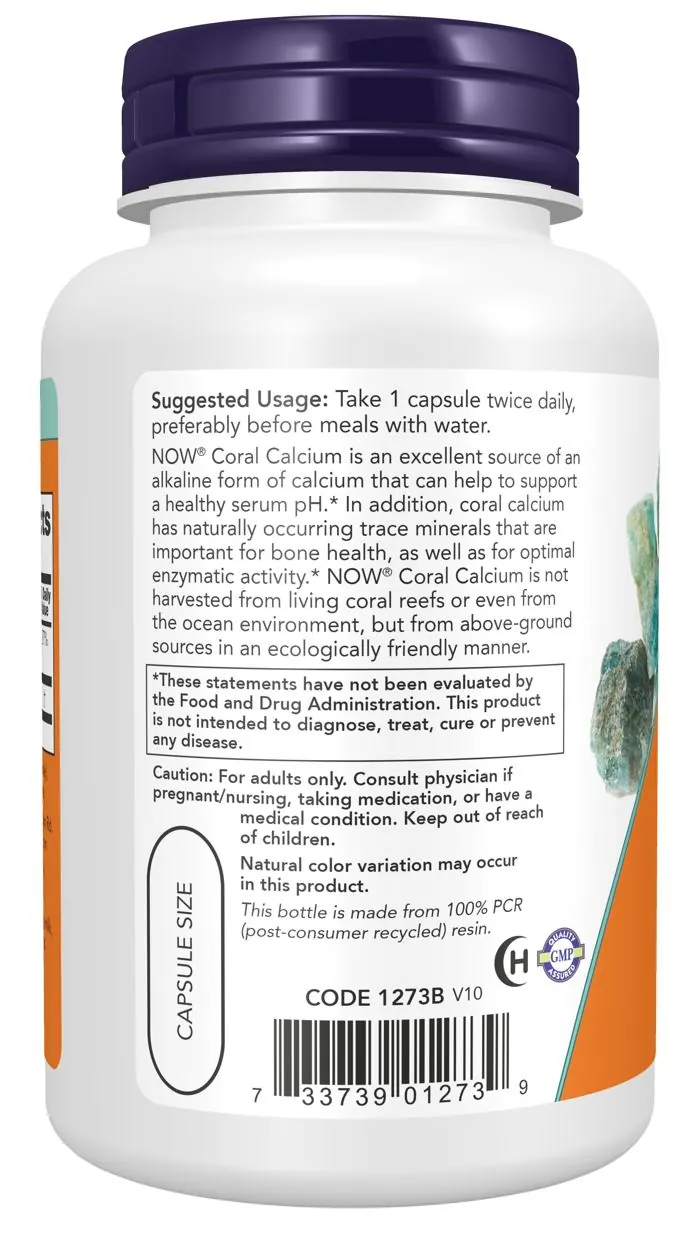 Suggested Usage: Take 1 capsule twice daily,
preferably before meals with water.
NOW® Coral Calcium is an excellent source of an
alkaline form of calcium that can help to support
a healthy serum pH.* In addition, coral calcium
has naturally occurring trace minerals that are
important for bone health, as well as for optimal
enzymatic activity.* NOW® Coral Calcium is not
harvested from living coral reefs or even from
the ocean environment, but from above-ground
sources in an ecologically friendly manner.
*These statements have not been evaluated by
the Food and Drug Administration. This product
is not intended to diagnose, treat, cure or prevent
any disease.
Caution: For adults only. Consult physician if
pregnant/nursing, taking medication, or have a
medical condition. Keep out of reach
of children.
Natural color variation may occur
in this product.
This bottle is made from 100% PCR
(post-consumer recycled) resin.
CAPSULE SIZE
H
QUALITY
GMP
ASSURED
CODE 1273B V10
7 33739 01273 9